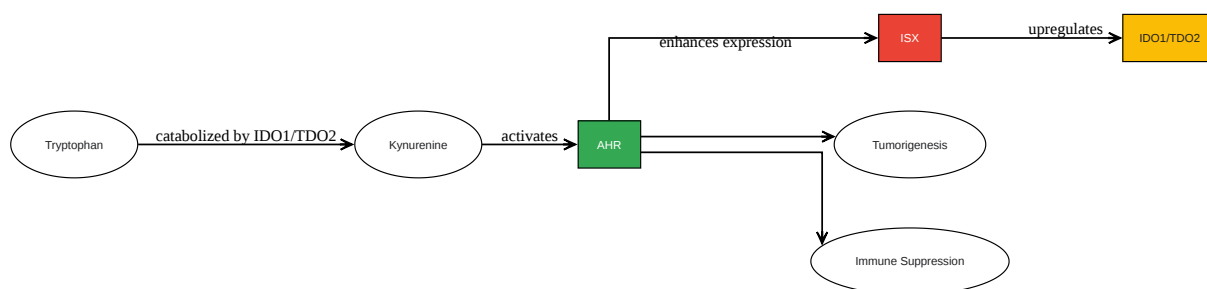 ISX
upregulates
IDO1/TDO2
enhances expression
Tryptophan
catabolized by IDO1/TDO2
Kynurenine
activates
AHR
Tumorigenesis
Immune Suppression